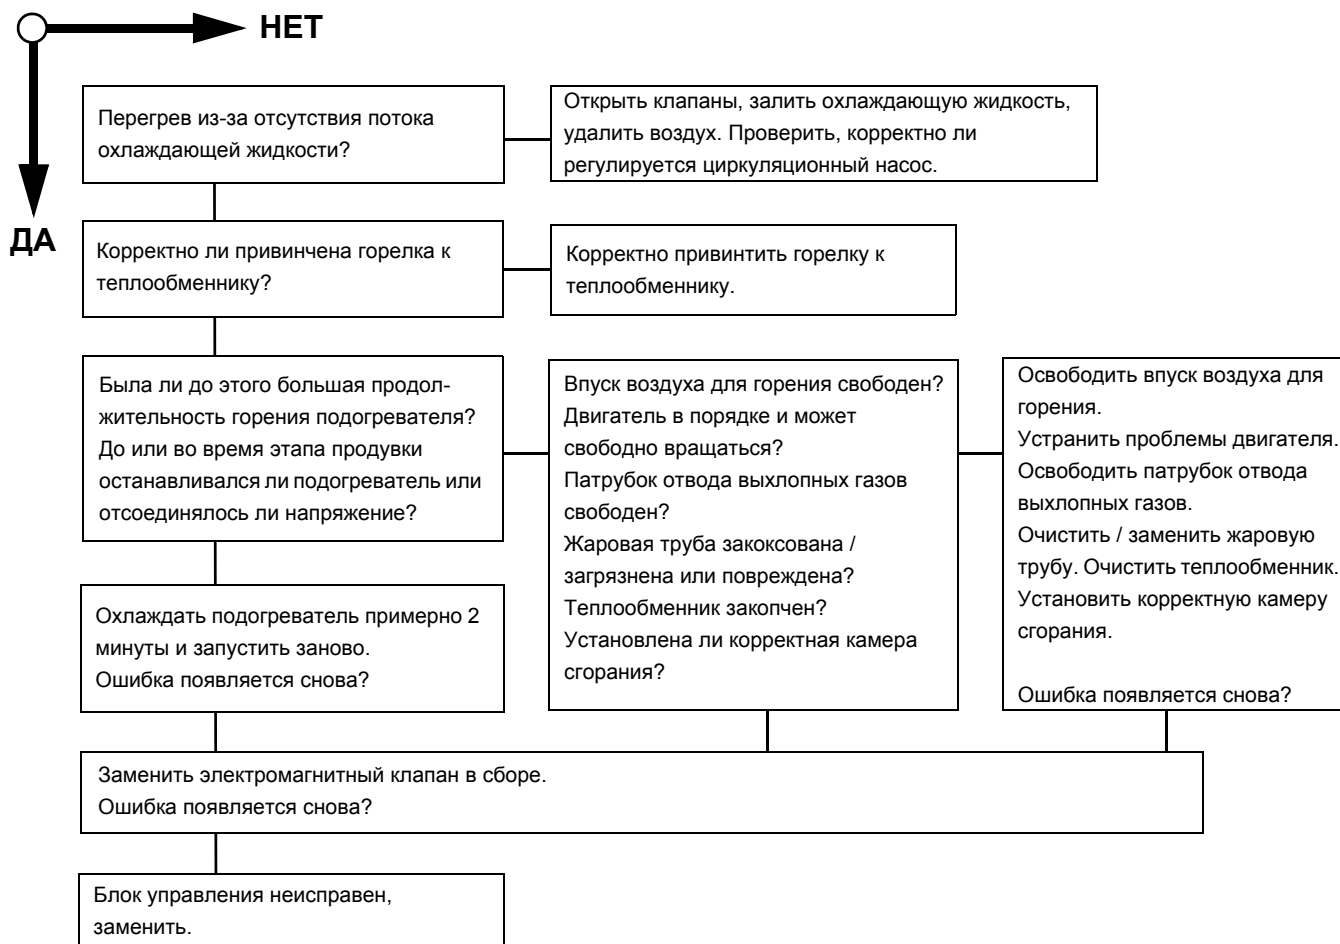 НЕТ
ДА
Перегрев из-за отсутствия потока
охлаждающей жидкости?
Открыть клапаны, залить охлаждающую жидкость,
удалить воздух. Проверить, корректно ли
регулируется циркуляционный насос.
Корректно ли привинчена горелка к
теплообменнику?
Корректно привинтить горелку к
теплообменнику.
Была ли до этого большая продол-
жительность горения подогревателя?
До или во время этапа продувки
останавливался ли подогреватель или
отсоединялось ли напряжение?
Впуск воздуха для горения свободен?
Двигатель в порядке и может
свободно вращаться?
Патрубок отвода выхлопных газов
свободен?
Жаровая труба закоксована /
загрязнена или повреждена?
Теплообменник закопчен?
Установлена ли корректная камера
сгорания?
Освободить впуск воздуха для
горения.
Устранить проблемы двигателя.
Освободить патрубок отвода
выхлопных газов.
Очистить / заменить жаровую
трубу. Очистить теплообменник.
Установить корректную камеру
сгорания.
Ошибка появляется снова?
Охлаждать подогреватель примерно 2
минуты и запустить заново.
Ошибка появляется снова?
Заменить электромагнитный клапан в сборе.
Ошибка появляется снова?
Блок управления неисправен,
заменить.